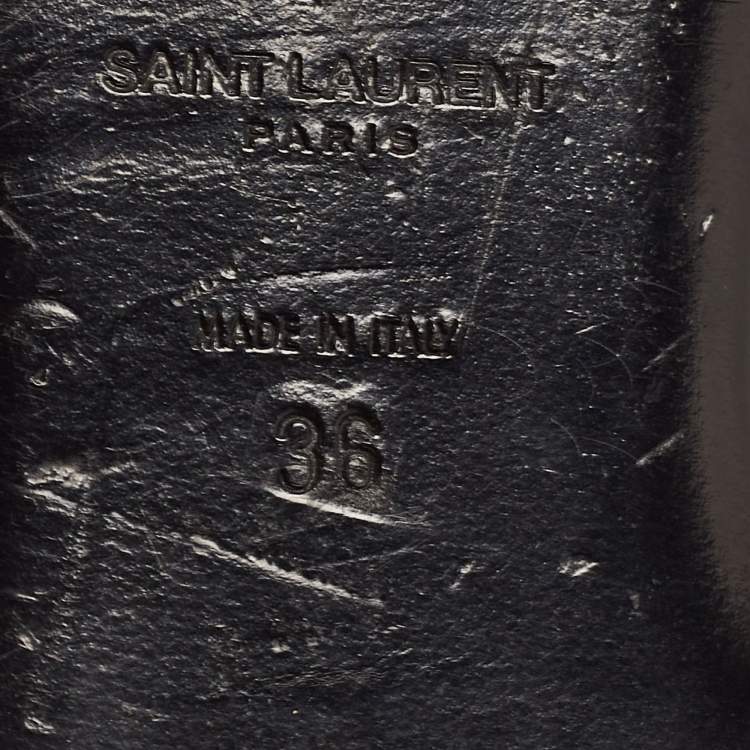 SAINT LAURENT
PARIS
MADE IN ITALY
36